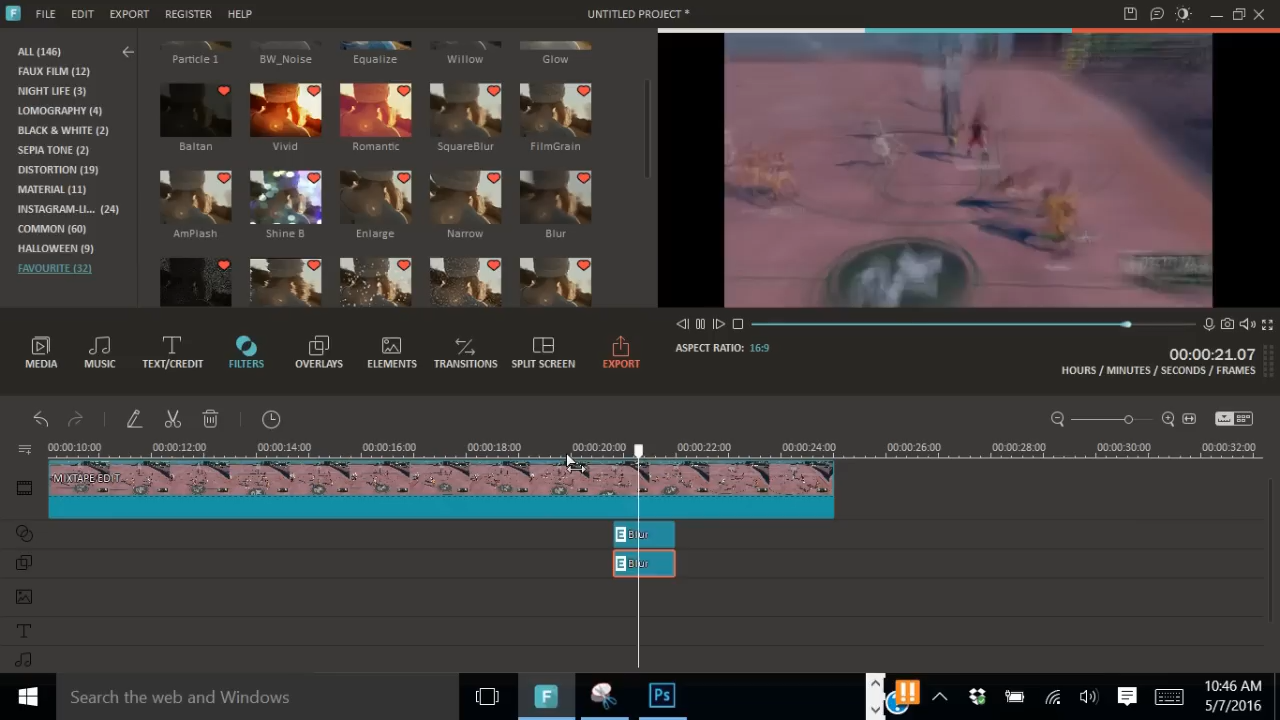 FILE EDIT EXPORT REGISTER HELP UNTITLED PROJECT *
ALL (146)
FAUX FILM (12)
NIGHT LIFE (3)
LOMOGRAPHY (4)
BLACK & WHITE (2)
SEPIA TONE (2)
DISTORTION (19)
MATERIAL (11)
INSTAGRAM-LI... (24)
COMMON (60)
HALLOWEEN (9)
FAVOURITE (32)
Particle 1 BW_Noise Equalize Willow Glow
Baltan Vivid Romantic SquareBlur FilmGrain
AmPlash Shine B Enlarge Narrow Blur
MEDIA MUSIC TEXT/CREDIT FILTERS OVERLAYS ELEMENTS TRANSITIONS SPLIT SCREEN EXPORT
ASPECT RATIO: 16:9
00:00:21.07
HOURS / MINUTES / SECONDS / FRAMES
00:00:10:00 00:00:12:00 00:00:14:00 00:00:16:00 00:00:18:00 00:00:20:00 00:00:22:00 00:00:24:00 00:00:26:00 00:00:28:00 00:00:30:00 00:00:32:00
MIXTAPE EDIT
E Blur
E Blur
Search the web and Windows
Ps
10:46 AM
5/7/2016